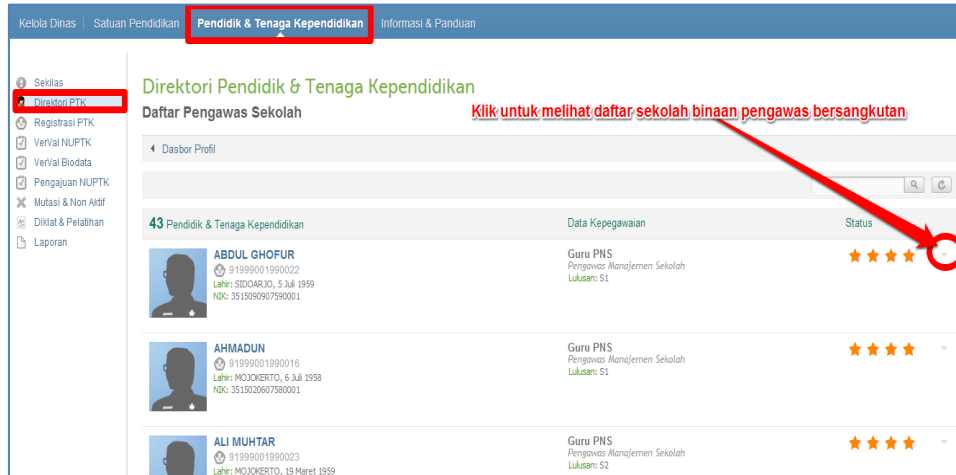 Kelola Dinas | Satuan Pendidikan Pendidik & Tenaga Kependidikan Informasi & Panduan
Sekilas
Direktori PTK
Registrasi PTK
VerVal NUPTK
VerVal Biodata
Pengajuan NUPTK
Mutasi & Non Aktif
Diklat & Pelatihan
Laporan
Direktori Pendidik & Tenaga Kependidikan
Daftar Pengawas Sekolah
Klik untuk melihat daftar sekolah binaan pengawas bersangkutan
Dasbor Profil
43 Pendidik & Tenaga Kependidikan Data Kepegawaian Status
ABDUL GHOFUR
91999001990022
Lahir: SIDOARJO, 5 Juli 1959
NIK: 3515090907590001
Guru PNS
Pengawas Manajemen Sekolah
Lulusan: S1
AHMADUN
91999001990016
Lahir: MOJOKERTO, 6 Juli 1958
NIK: 3515020607580001
Guru PNS
Pengawas Manajemen Sekolah
Lulusan: S1
ALI MUHTAR
91999001990023
Lahir: MOJOKERTO, 19 Maret 1959
Guru PNS
Pengawas Manajemen Sekolah
Lulusan: S2